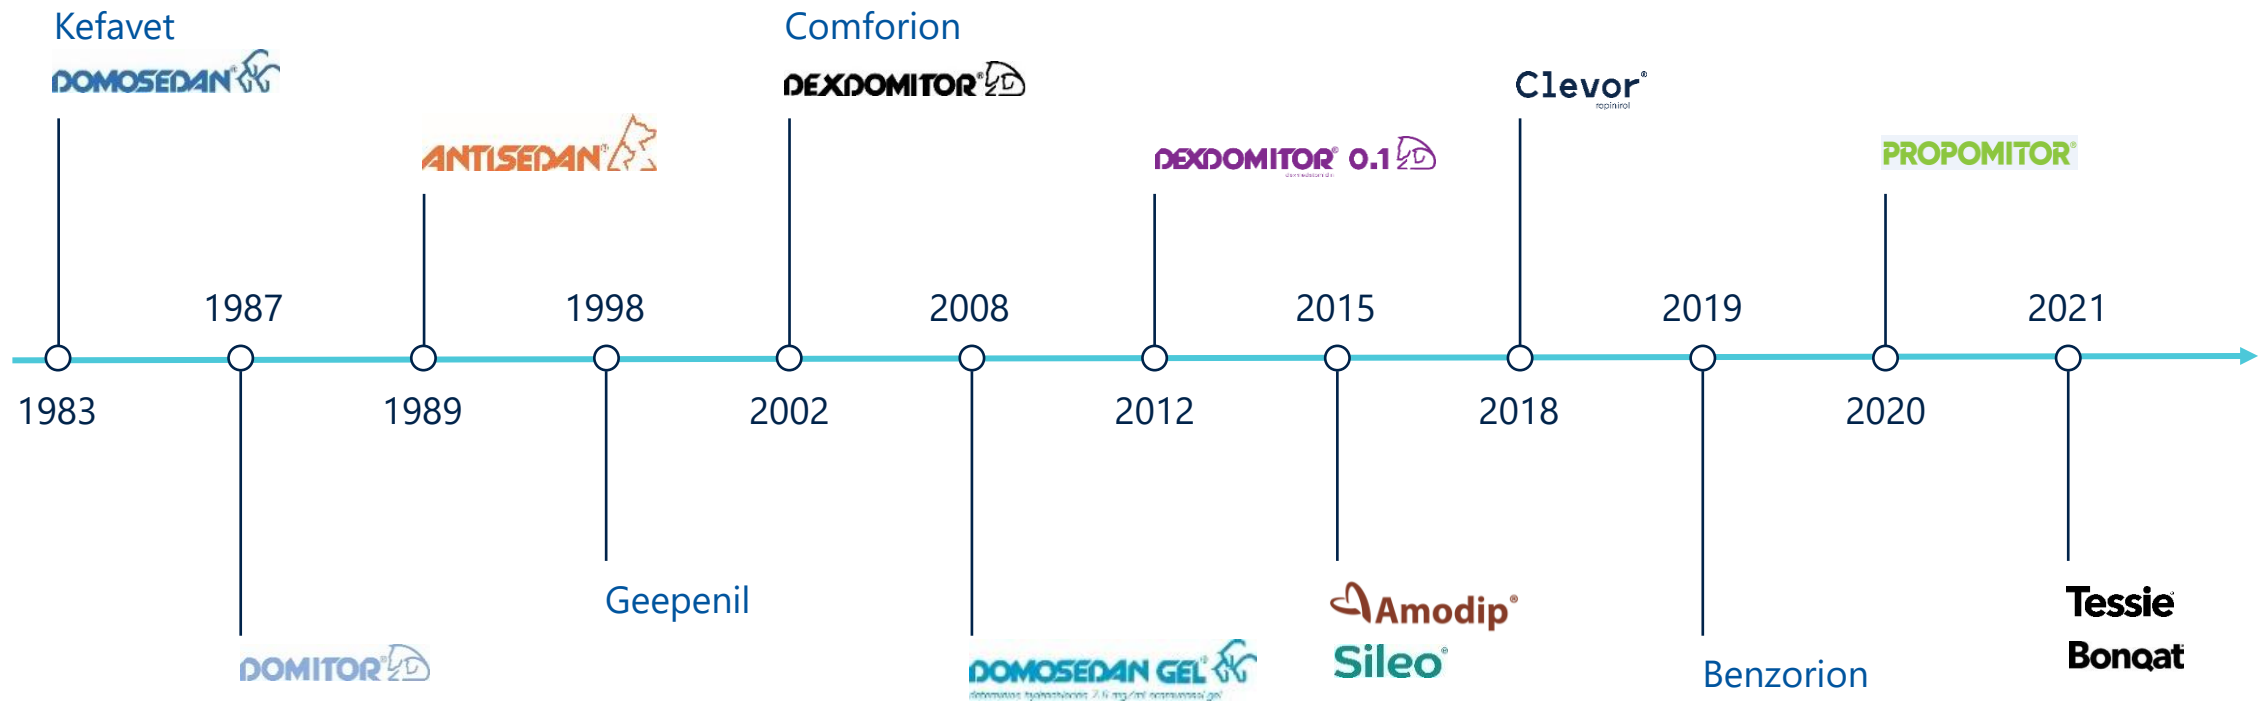 Kefavet
DOMOSEDAN®
Comforion
DEXDOMITOR®
Clevor®
ropinirol
ANTISEDAN®
DEXDOMITOR® 0.1
PROPOMITOR®
1987
1998
2008
2015
2019
2021
1983
1989
2002
2012
2018
2020
Geepenil
Amodip®
Tessie
DOMITOR®
DOMOSEDAN GEL®
Sileo®
Bonqat
Benzorion